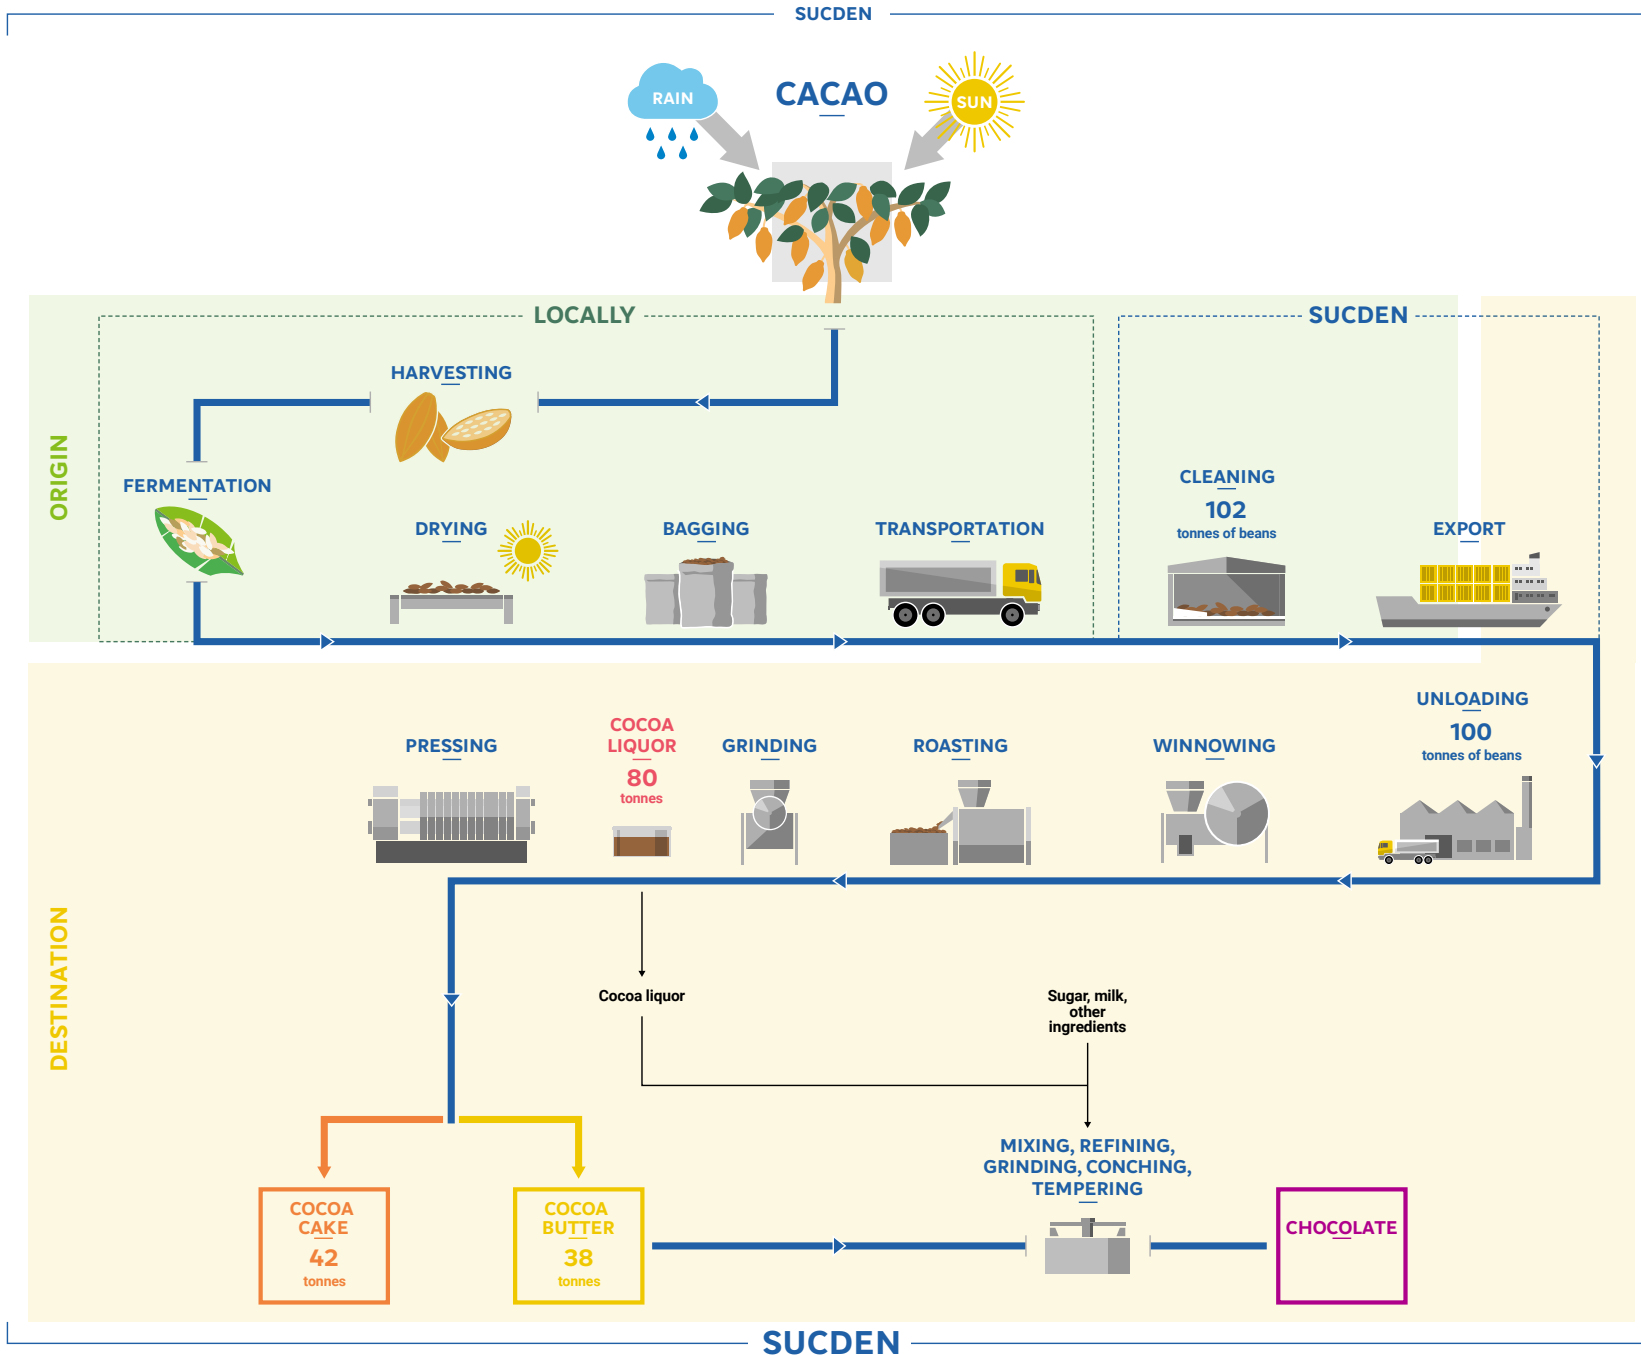 SUCDEN
RAIN
CACAO
SUN
LOCALLY
SUCDEN
ORIGIN
HARVESTING
FERMENTATION
DRYING
BAGGING
TRANSPORTATION
CLEANING
102
tonnes of beans
EXPORT
DESTINATION
UNLOADING
100
tonnes of beans
WINNOWING
ROASTING
GRINDING
COCOA
LIQUOR
80
tonnes
PRESSING
Cocoa liquor
Sugar, milk,
other
ingredients
MIXING, REFINING,
GRINDING, CONCHING,
TEMPERING
COCOA
CAKE
42
tonnes
COCOA
BUTTER
38
tonnes
CHOCOLATE
SUCDEN